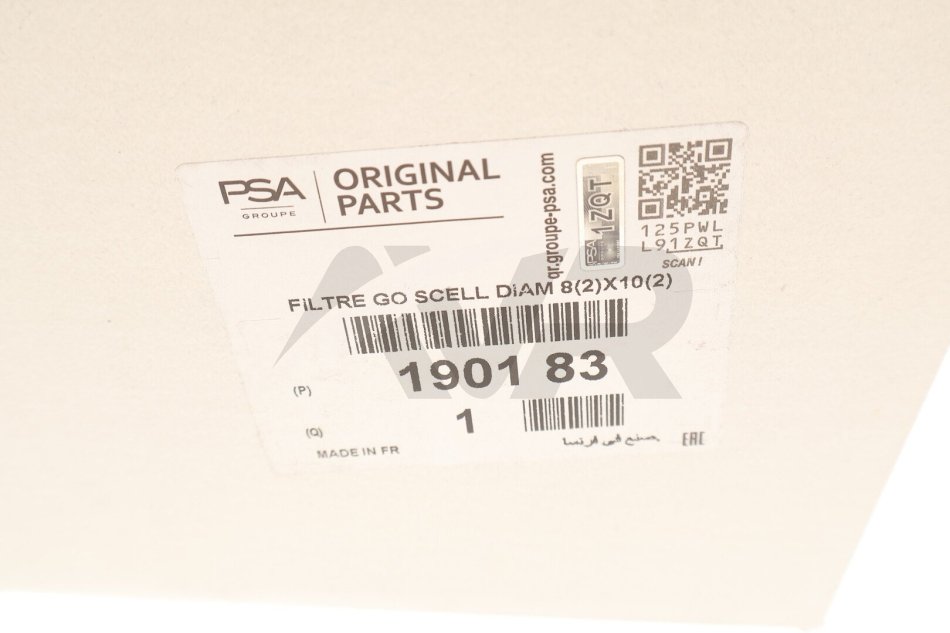 PSA
GROUPE
ORIGINAL
PARTS
qr.groupe-psa.com
PSA
1ZQT
125PWL
L91ZQT
SCAN!
FILTRE GO SCELL DIAM 8(2)X10(2)
1901 83
(P)
(Q)
1
MADE IN FR
صنع في فرنسا
EAC
AVR